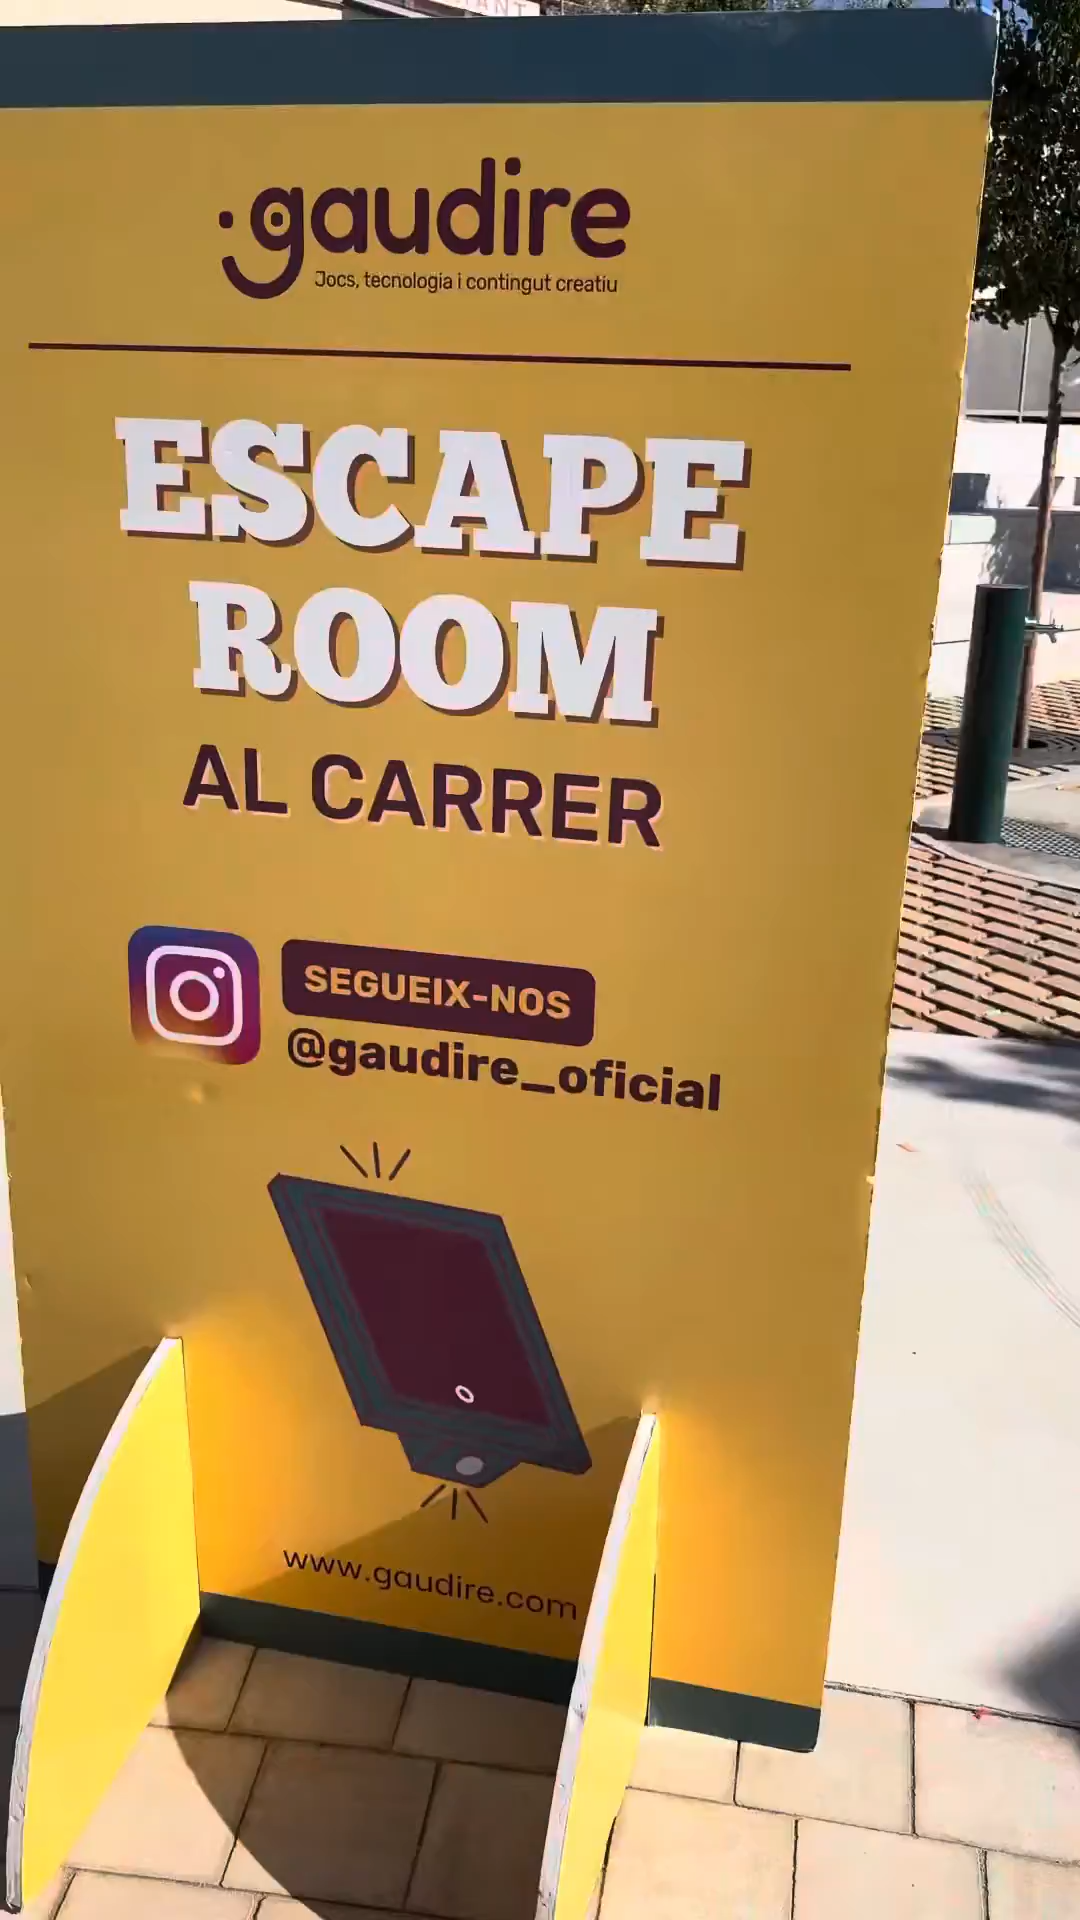 gaudire
Jocs, tecnologia i contingut creatiu
ESCAPE
ROOM
AL CARRER
SEGUEIX-NOS
@gaudire_oficial
www.gaudire.com